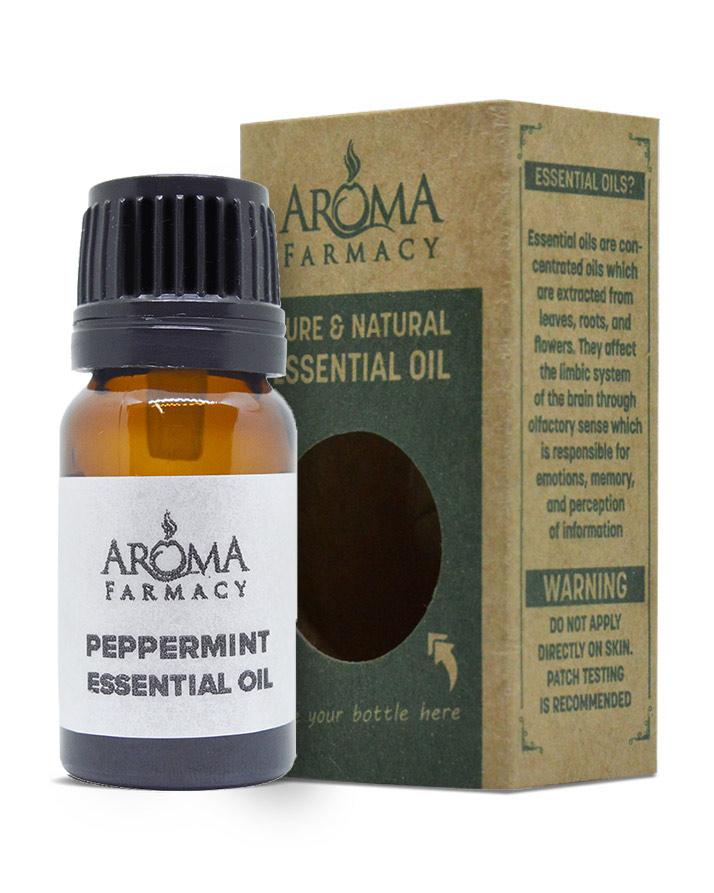 AROMA
FARMACY
PEPPERMINT
ESSENTIAL OIL
AROMA
FARMACY
URE & NATURAL
ESSENTIAL OIL
your bottle here
ESSENTIAL OILS?
Essential oils are con-
centrated oils which
are extracted from
leaves, roots, and
flowers. They affect
the limbic system
of the brain through
olfactory sense which
is responsible for
emotions, memory,
and perception
of information
WARNING
DO NOT APPLY
DIRECTLY ON SKIN.
PATCH TESTING
IS RECOMMENDED